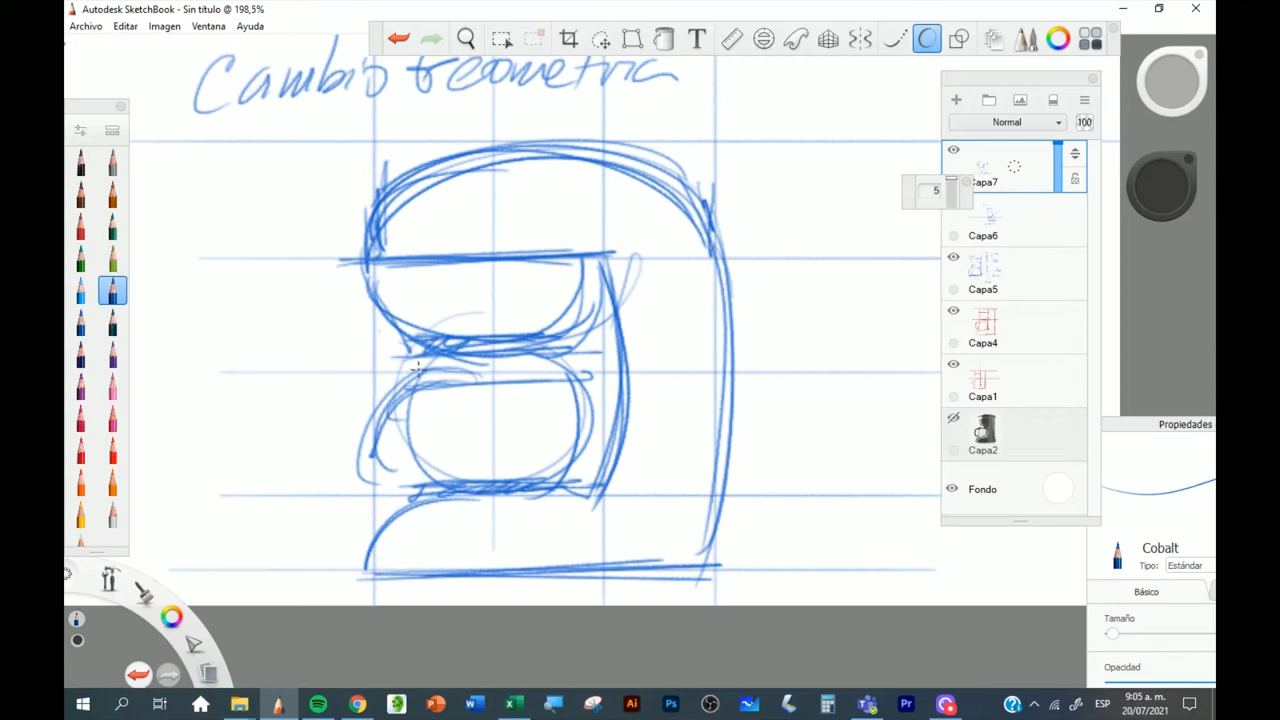 Autodesk SketchBook - Sin título @ 198,5%
Archivo Editar Imagen Ventana Ayuda
Cambio Geometria
Normal 100
Capa7
5
Capa6
Capa5
Capa4
Capa1
Capa2
Fondo
Propiedades
Cobalt
Tipo: Estándar
Básico
Tamaño
Opacidad
ESP
9:05 a. m.
20/07/2021